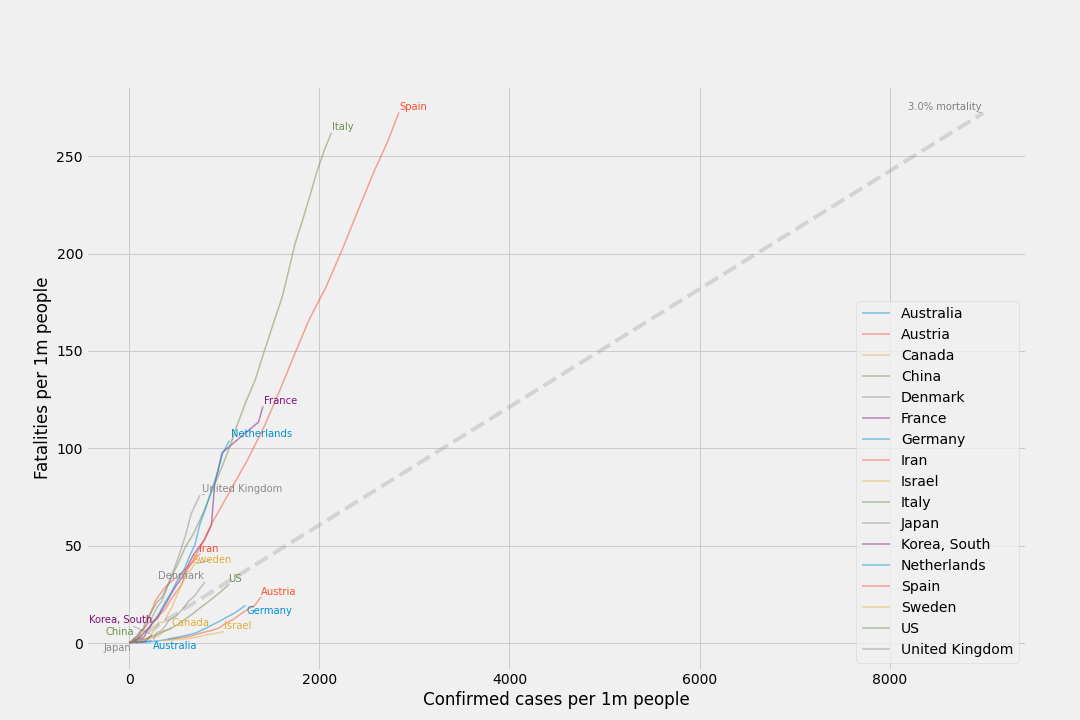 Spain
3.0% mortality
Italy
250
200
150
100
50
0
Fatalities per 1m people
France
Netherlands
United Kingdom
Iran
Sweden
Denmark
US
Austria
Germany
Korea, South
Canada
Israel
China
Australia
Japan
Australia
Austria
Canada
China
Denmark
France
Germany
Iran
Israel
Italy
Japan
Korea, South
Netherlands
Spain
Sweden
US
United Kingdom
0 2000 4000 6000 8000
Confirmed cases per 1m people